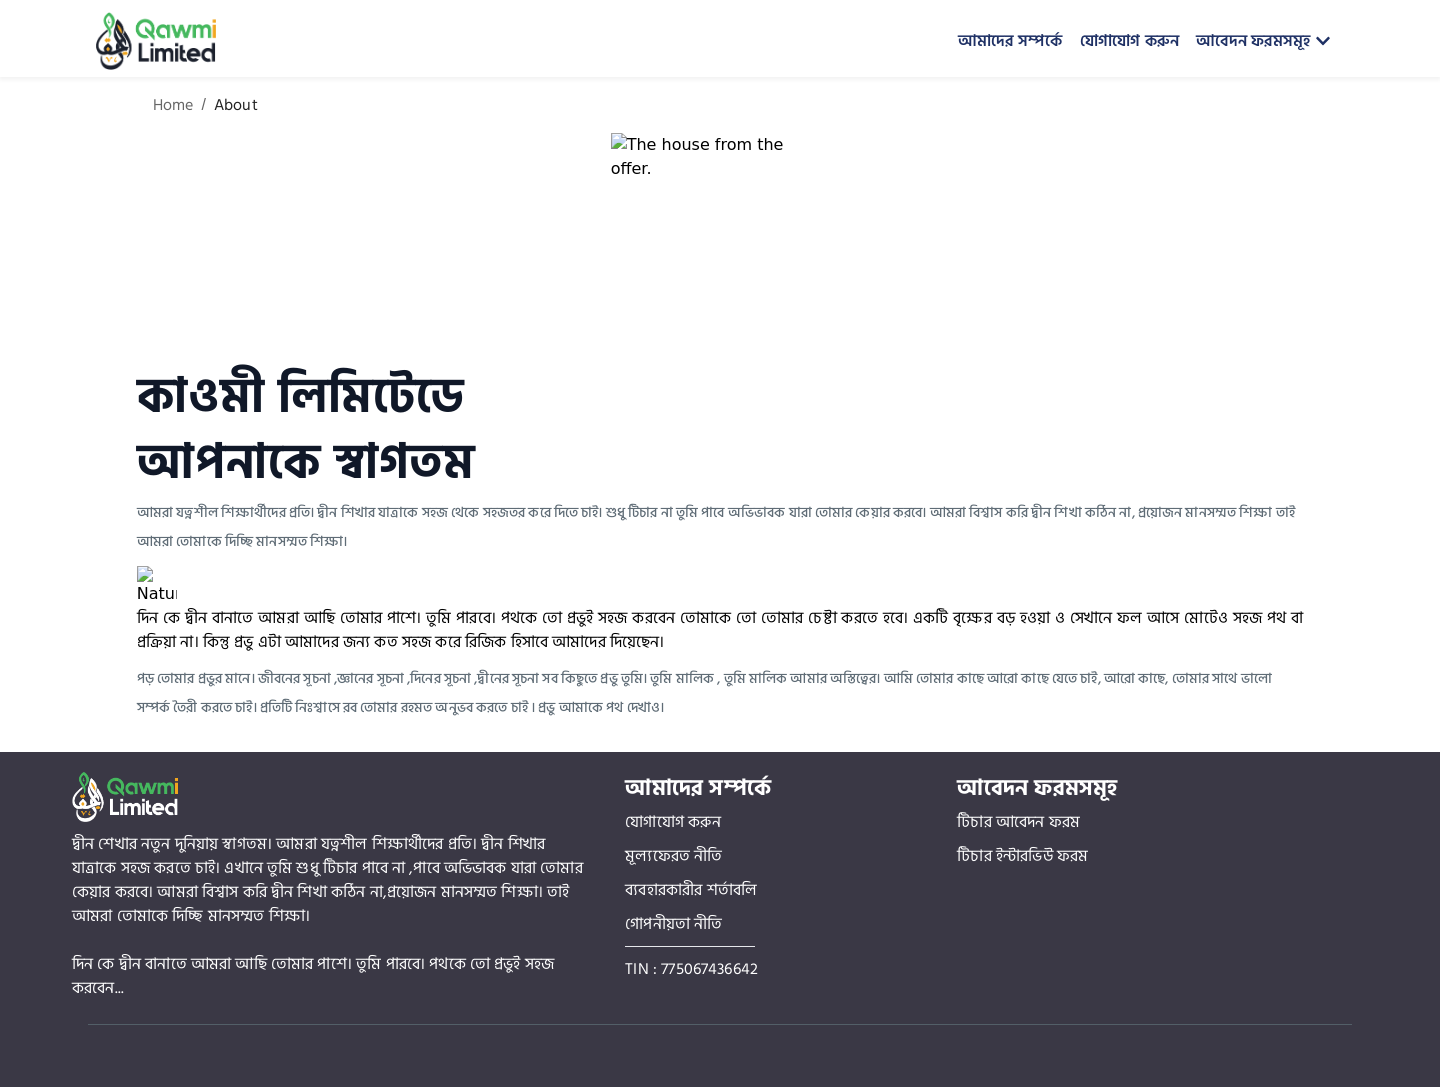 Qawmi
Limited
আমাদের সম্পর্কে
যোগাযোগ করুন
আবেদন ফরমসমূহ
Home / About
The house from the
offer.
কাওমী লিমিটেডে
আপনাকে স্বাগতম
আমরা যত্নশীল শিক্ষার্থীদের প্রতি। দ্বীন শিখার যাত্রাকে সহজ থেকে সহজতর করে দিতে চাই। শুধু টিচার না তুমি পাবে অভিভাবক যারা তোমার কেয়ার করবে। আমরা বিশ্বাস করি দ্বীন শিখা কঠিন না, প্রয়োজন মানসম্মত শিক্ষা তাই
আমরা তোমাকে দিচ্ছি মানসম্মত শিক্ষা।
দিন কে দ্বীন বানাতে আমরা আছি তোমার পাশে। তুমি পারবে। পথকে তো প্রভুই সহজ করবেন তোমাকে তো তোমার চেষ্টা করতে হবে। একটি বৃক্ষের বড় হওয়া ও সেখানে ফল আসে মোটেও সহজ পথ বা
প্রক্রিয়া না। কিন্তু প্রভু এটা আমাদের জন্য কত সহজ করে রিজিক হিসাবে আমাদের দিয়েছেন।
পড় তোমার প্রভুর মানে। জীবনের সূচনা ,জ্ঞানের সূচনা ,দিনের সূচনা ,দ্বীনের সূচনা সব কিছুতে প্রভু তুমি। তুমি মালিক , তুমি মালিক আমার অস্তিত্বের। আমি তোমার কাছে আরো কাছে যেতে চাই, আরো কাছে, তোমার সাথে ভালো
সম্পর্ক তৈরী করতে চাই। প্রতিটি নিঃশ্বাসে রব তোমার রহমত অনুভব করতে চাই । প্রভু আমাকে পথ দেখাও।
Qawmi
Limited
দ্বীন শেখার নতুন দুনিয়ায় স্বাগতম। আমরা যত্নশীল শিক্ষার্থীদের প্রতি। দ্বীন শিখার
যাত্রাকে সহজ করতে চাই। এখানে তুমি শুধু টিচার পাবে না ,পাবে অভিভাবক যারা তোমার
কেয়ার করবে। আমরা বিশ্বাস করি দ্বীন শিখা কঠিন না,প্রয়োজন মানসম্মত শিক্ষা। তাই
আমরা তোমাকে দিচ্ছি মানসম্মত শিক্ষা।
দিন কে দ্বীন বানাতে আমরা আছি তোমার পাশে। তুমি পারবে। পথকে তো প্রভুই সহজ
করবেন...
আমাদের সম্পর্কে
যোগাযোগ করুন
মূল্যফেরত নীতি
ব্যবহারকারীর শর্তাবলি
গোপনীয়তা নীতি
TIN : 775067436642
আবেদন ফরমসমূহ
টিচার আবেদন ফরম
টিচার ইন্টারভিউ ফরম